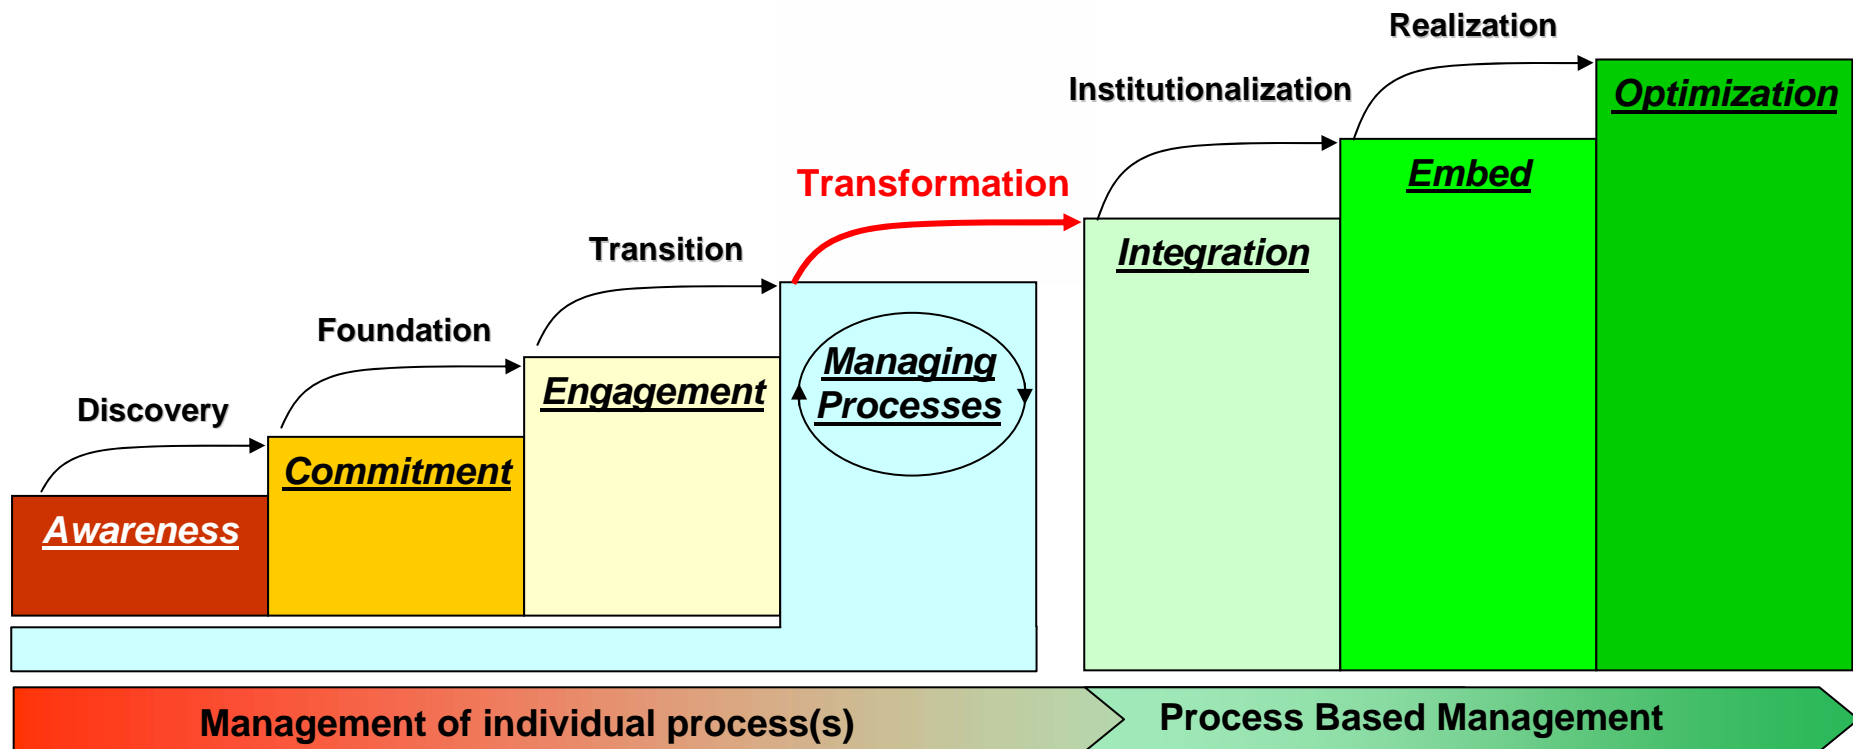 Realization
Institutionalization
Optimization
Embed
Transformation
Transition
Integration
Foundation
Managing
Processes
Engagement
Discovery
Commitment
Awareness
Management of individual process(s)
Process Based Management